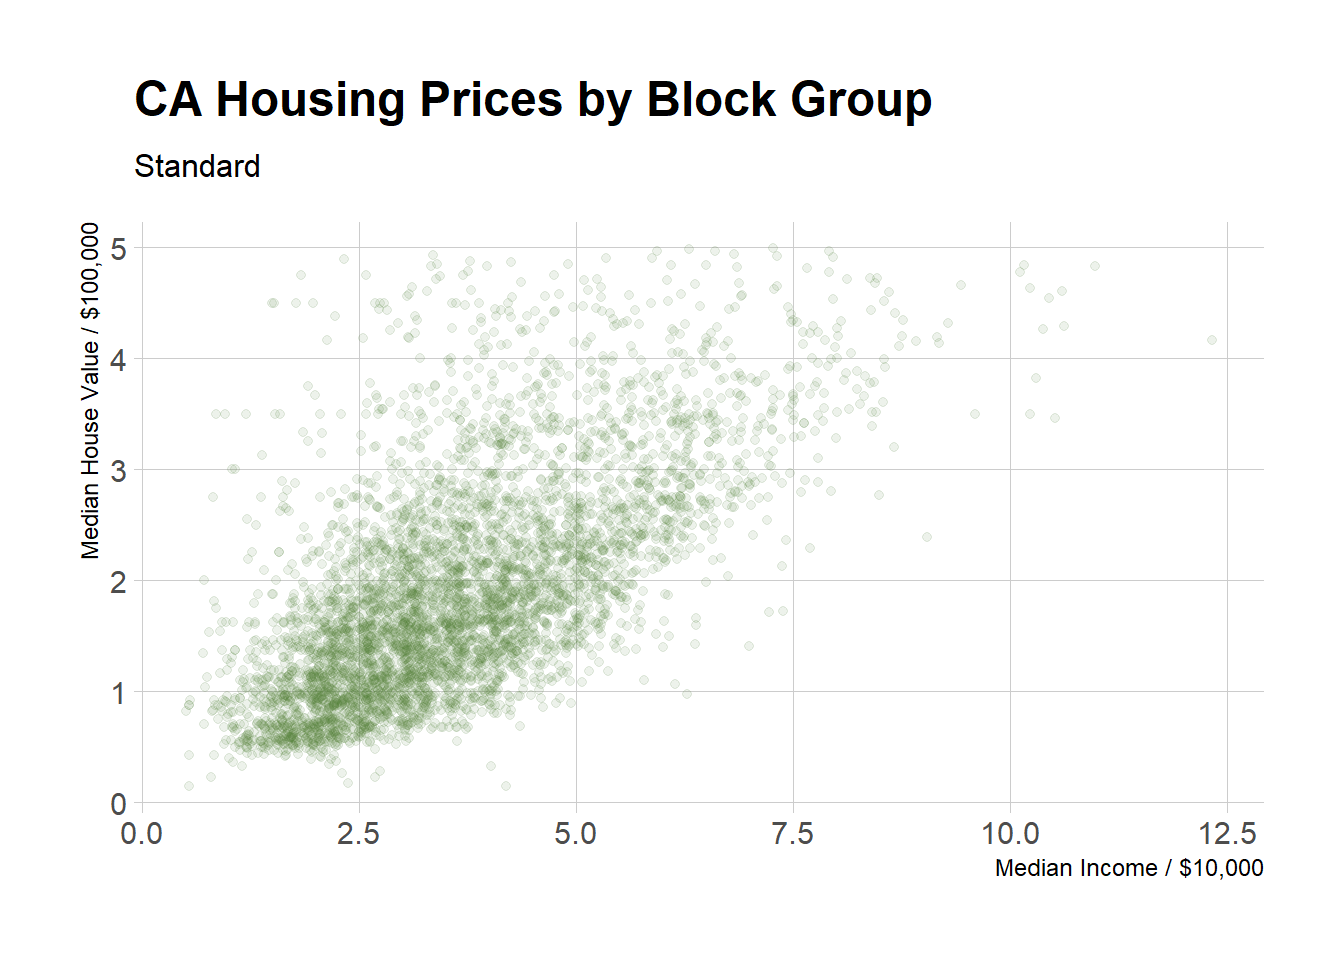 CA Housing Prices by Block Group
Standard
Median House Value / $100,000
5
4
3
2
1
0
0.0 2.5 5.0 7.5 10.0 12.5
Median Income / $10,000